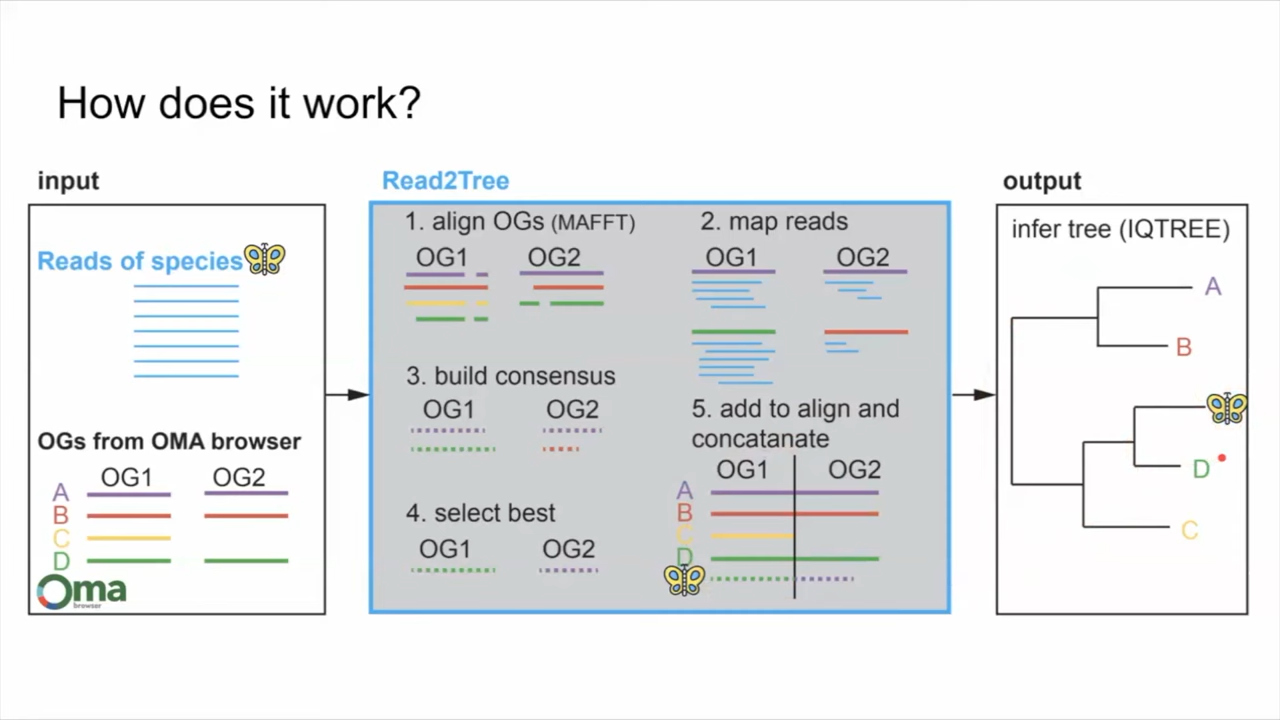 How does it work?
input
Reads of species
OGs from OMA browser
OG1 OG2
A
B
C
D
Oma
browser
Read2Tree
1. align OGs (MAFFT)
OG1 OG2
2. map reads
OG1 OG2
3. build consensus
OG1 OG2
4. select best
OG1 OG2
5. add to align and
concatanate
OG1 OG2
A
B
C
D
output
infer tree (IQTREE)
A
B
D
C